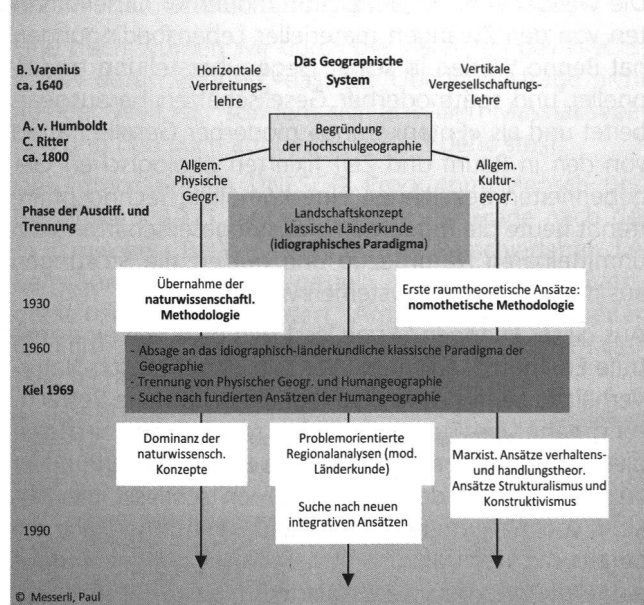 Das Geographische
System
B. Varenius
ca. 1640
Horizontale
Verbreitungs-
lehre
Vertikale
Vergesellschaftungs-
lehre
A. v. Humboldt
C. Ritter
ca. 1800
Begründung
der Hochschulgeographie
Allgem.
Physische
Geogr.
Allgem.
Kultur-
geogr.
Phase der Ausdiff. und
Trennung
Landschaftskonzept
klassische Länderkunde
(idiographisches Paradigma)
1930
Übernahme der
naturwissenschaftl.
Methodologie
Erste raumtheoretische Ansätze:
nomothetische Methodologie
1960
- Absage an das idiographisch-länderkundliche klassische Paradigma der
Geographie
- Trennung von Physischer Geogr. und Humangeographie
- Suche nach fundierten Ansätzen der Humangeographie
Kiel 1969
Dominanz der
naturwissensch.
Konzepte
Problemorientierte
Regionalanalysen (mod.
Länderkunde)
Suche nach neuen
integrativen Ansätzen
Marxist. Ansätze verhaltens-
und handlungstheor.
Ansätze Strukturalismus und
Konstruktivismus
1990
© Messerli, Paul